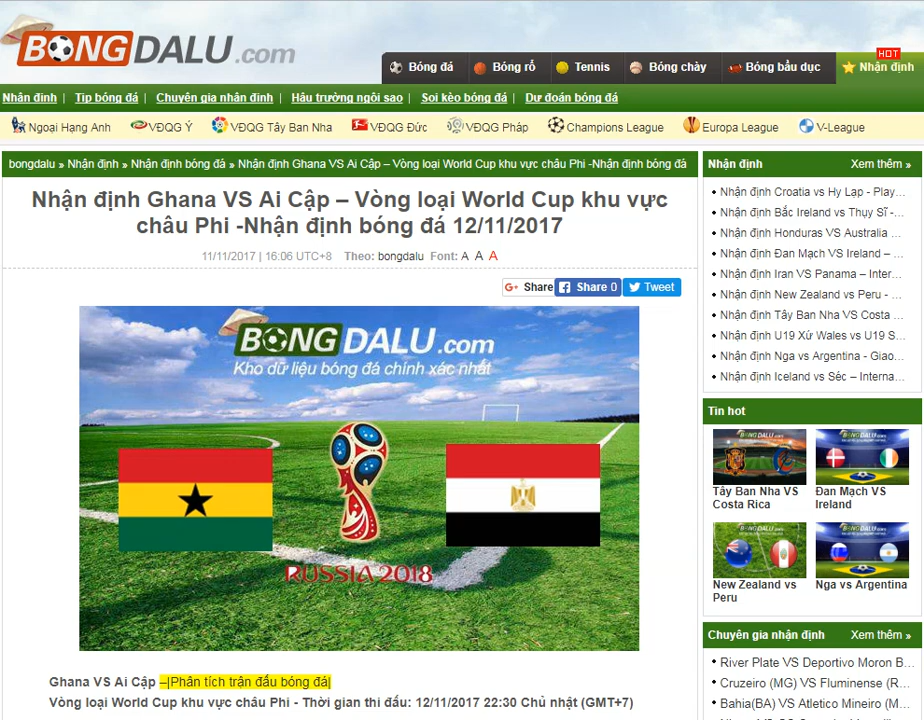 BONGDALU.com
Bóng đá
Bóng rổ
Tennis
Bóng chày
Bóng bầu dục
HOT
Nhận định
Nhận định | Tip bóng đá | Chuyên gia nhận định | Hậu trường ngôi sao | Soi kèo bóng đá | Dự đoán bóng đá
Ngoại Hạng Anh
VĐQG Ý
VĐQG Tây Ban Nha
VĐQG Đức
VĐQG Pháp
Champions League
Europa League
V-League
bongdalu » Nhận định » Nhận định bóng đá » Nhận định Ghana VS Ai Cập – Vòng loại World Cup khu vực châu Phi -Nhận định bóng đá
Nhận định Ghana VS Ai Cập – Vòng loại World Cup khu vực
châu Phi -Nhận định bóng đá 12/11/2017
11/11/2017 | 16:06 UTC+8 Theo: bongdalu Font: A A A
G+ Share
Share 0
Tweet
BONGDALU.com
Kho dữ liệu bóng đá chính xác nhất
RUSSIA 2018
Ghana VS Ai Cập –|Phân tích trận đấu bóng đá|
Vòng loại World Cup khu vực châu Phi - Thời gian thi đấu: 12/11/2017 22:30 Chủ nhật (GMT+7)
Nhận định
Xem thêm »
Nhận định Croatia vs Hy Lạp - Play...
Nhận định Bắc Ireland vs Thụy Sĩ -...
Nhận định Honduras VS Australia ...
Nhận định Đan Mạch VS Ireland – ...
Nhận định Iran VS Panama – Inter...
Nhận định New Zealand vs Peru - ...
Nhận định Tây Ban Nha VS Costa ...
Nhận định U19 Xứ Wales vs U19 S...
Nhận định Nga vs Argentina - Giao...
Nhận định Iceland vs Séc – Interna...
Tin hot
Tây Ban Nha VS
Costa Rica
Đan Mạch VS
Ireland
New Zealand vs
Peru
Nga vs Argentina
Chuyên gia nhận định
Xem thêm »
River Plate VS Deportivo Moron B...
Cruzeiro (MG) VS Fluminense (R...
Bahia(BA) VS Atletico Mineiro (M...